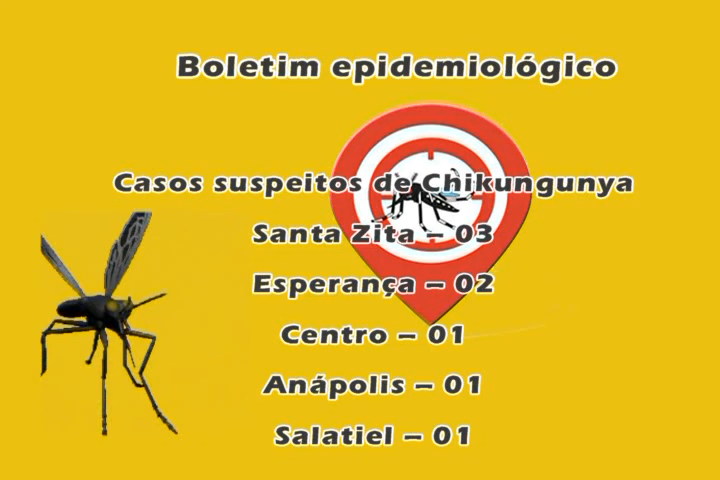 Boletim epidemiológico
Casos suspeitos de Chikungunya
Santa Zita – 03
Esperança – 02
Centro – 01
Anápolis – 01
Salatiel – 01